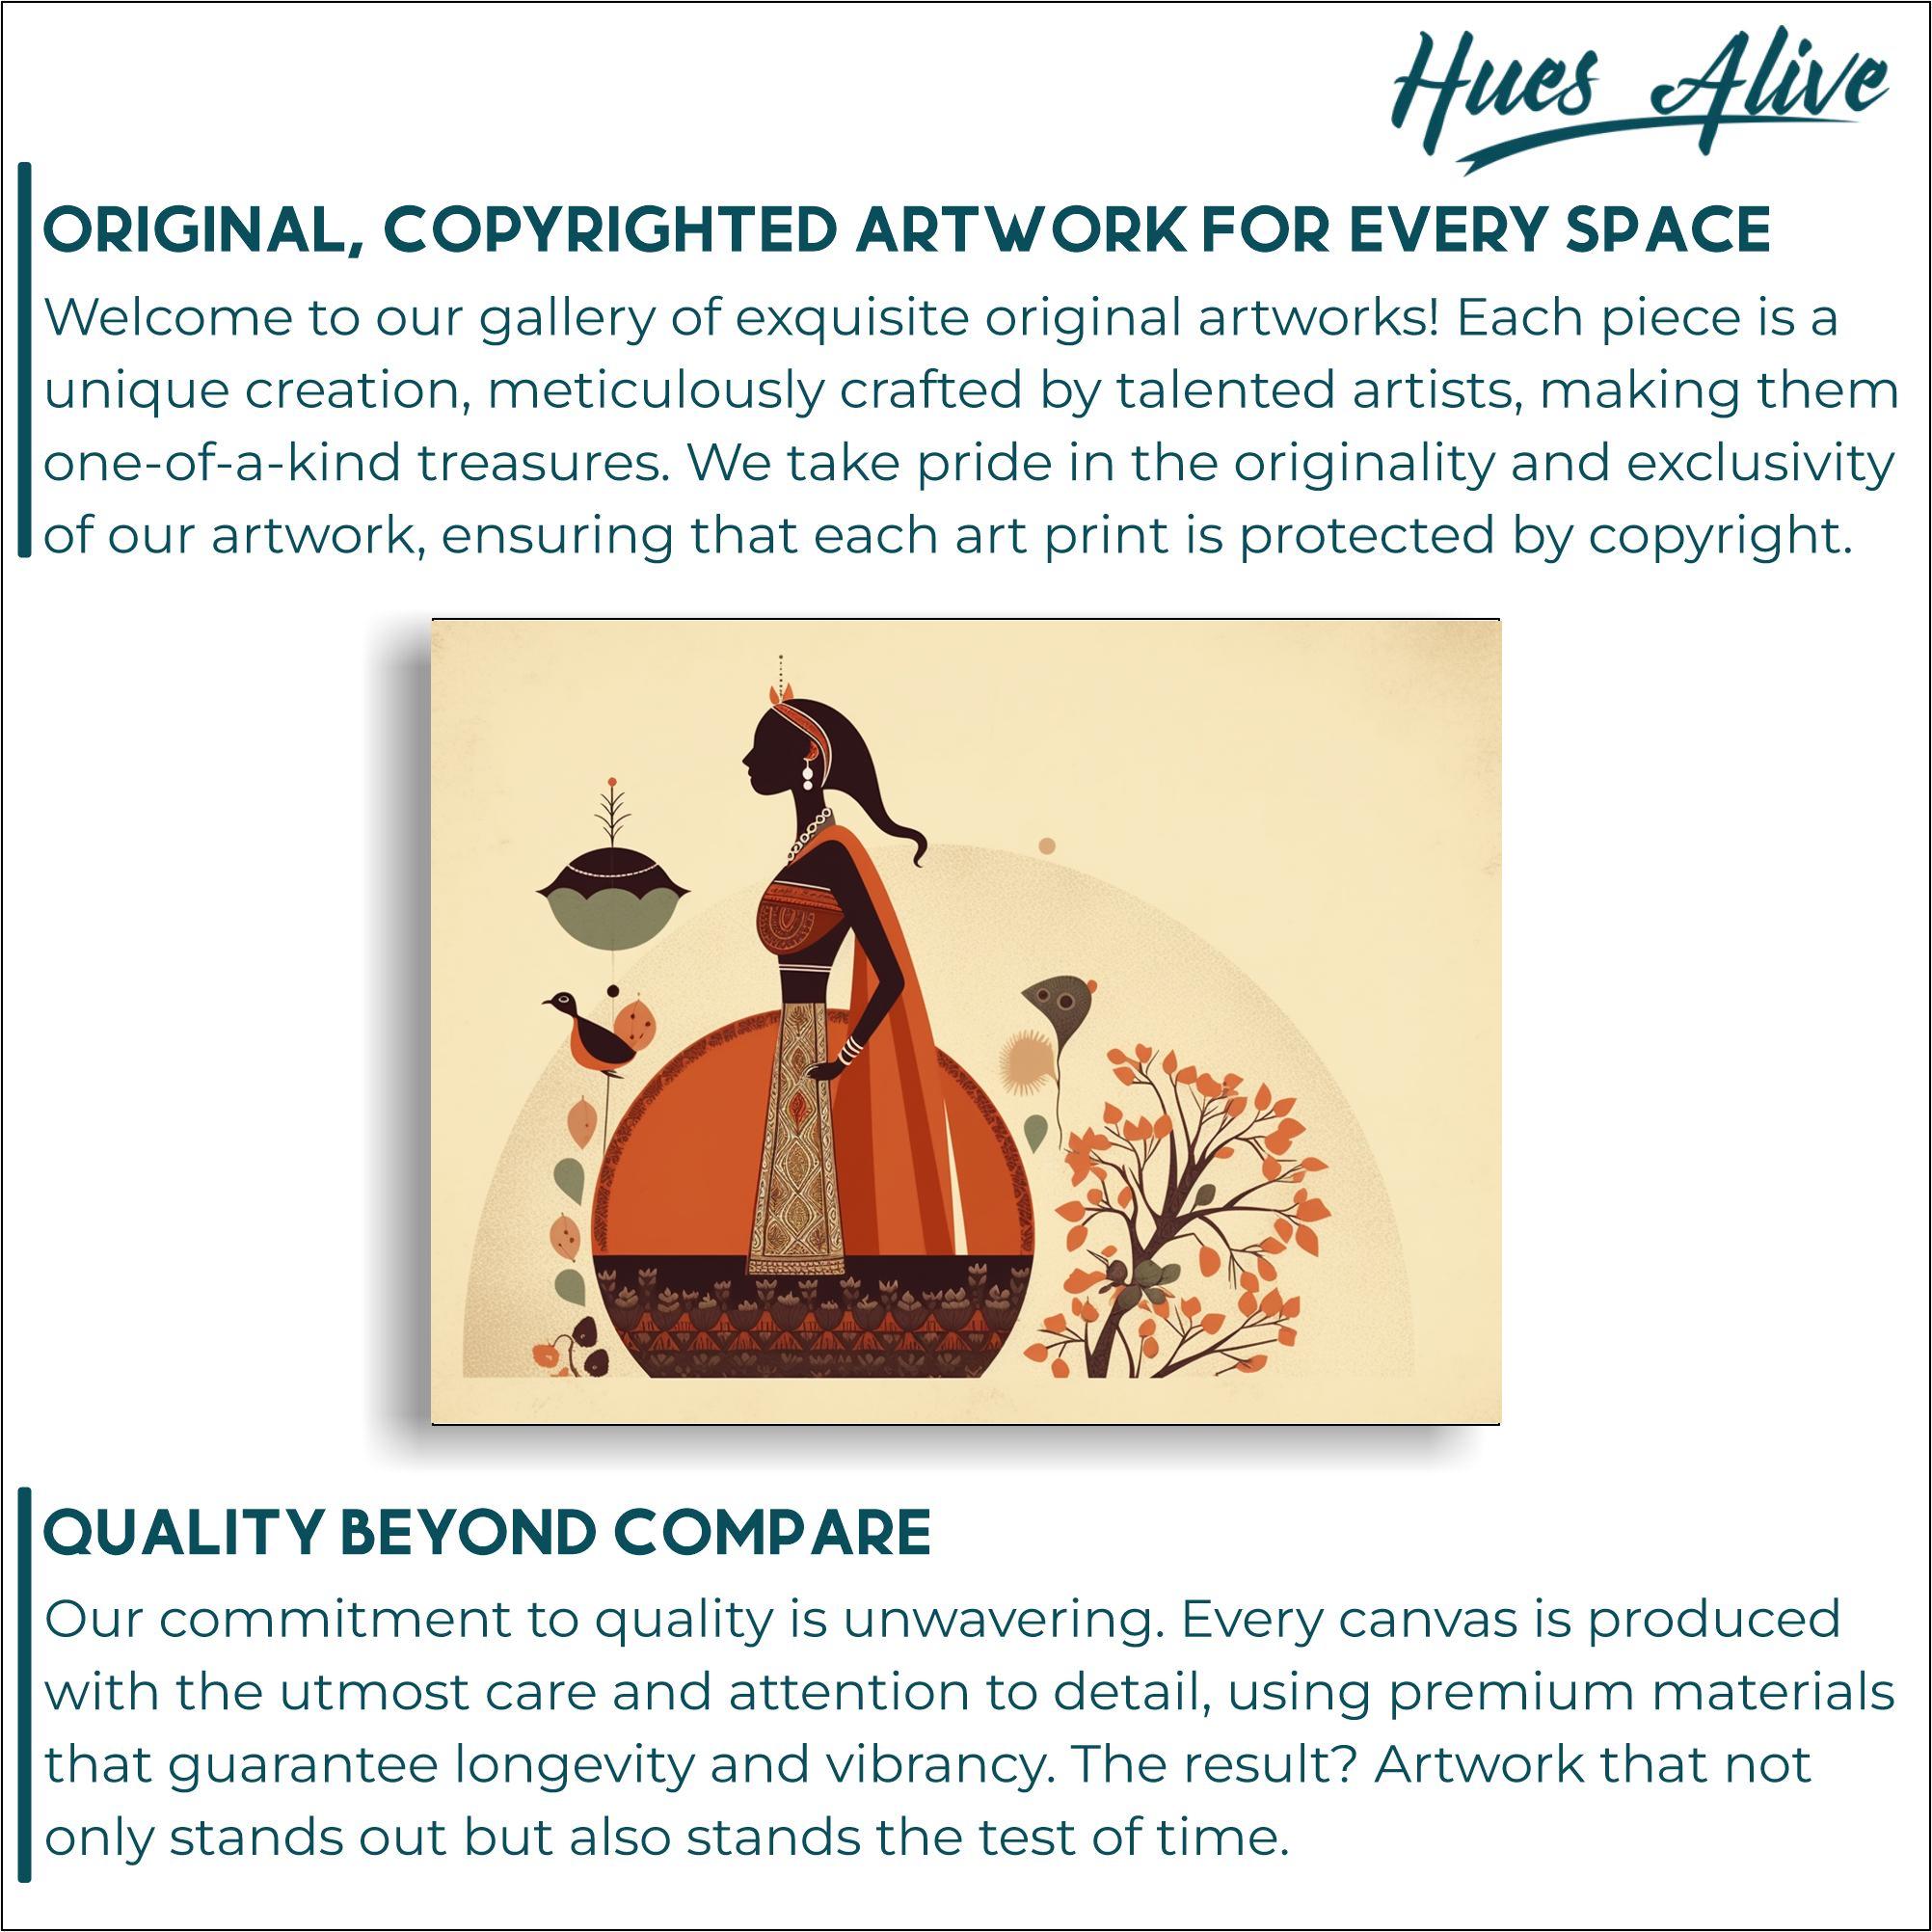 Hues Alive
ORIGINAL, COPYRIGHTED ARTWORK FOR EVERY SPACE
Welcome to our gallery of exquisite original artworks! Each piece is a
unique creation, meticulously crafted by talented artists, making them
one-of-a-kind treasures. We take pride in the originality and exclusivity
of our artwork, ensuring that each art print is protected by copyright.
QUALITY BEYOND COMPARE
Our commitment to quality is unwavering. Every canvas is produced
with the utmost care and attention to detail, using premium materials
that guarantee longevity and vibrancy. The result? Artwork that not
only stands out but also stands the test of time.